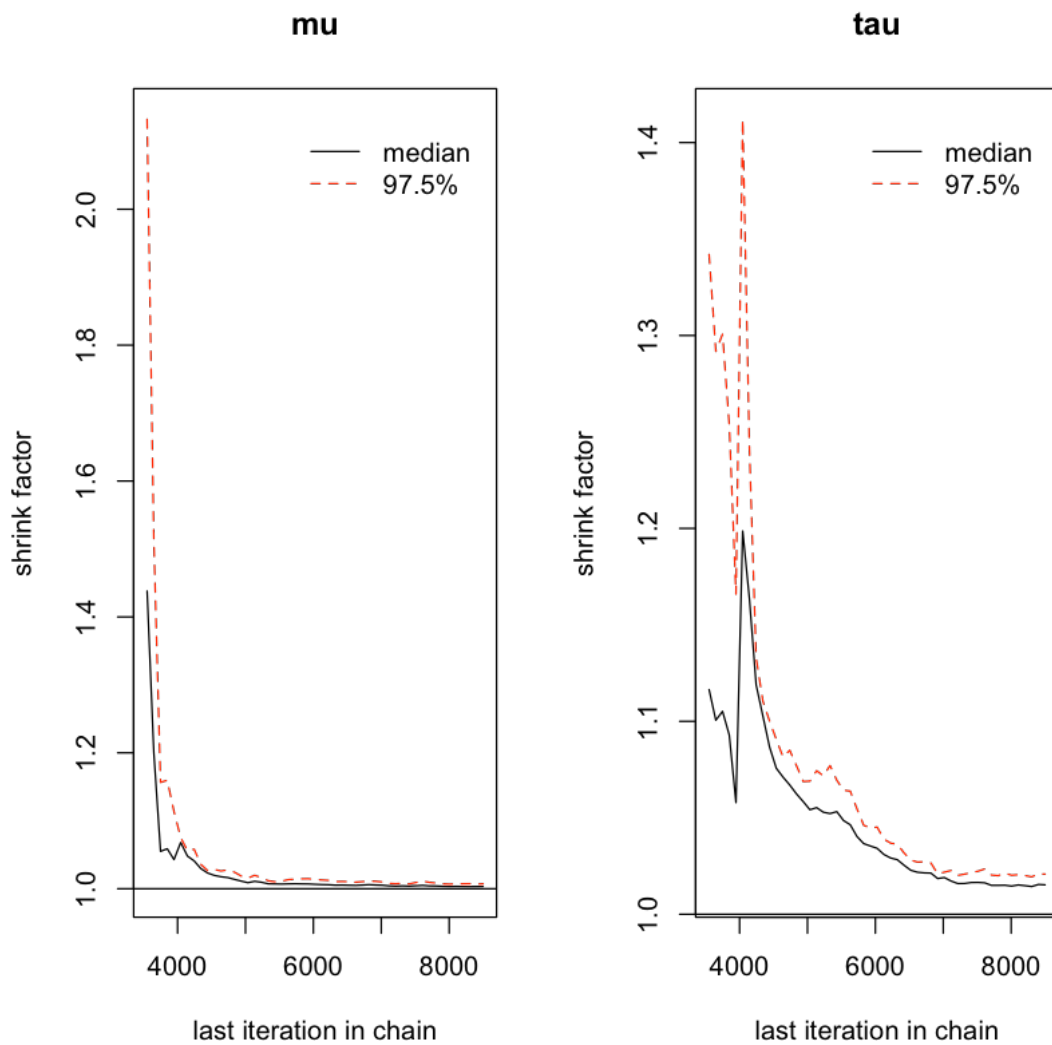 mu
median
97.5%
2.0
1.8
1.6
1.4
1.2
1.0
shrink factor
4000 6000 8000
last iteration in chain
tau
median
97.5%
1.4
1.3
1.2
1.1
1.0
shrink factor
4000 6000 8000
last iteration in chain